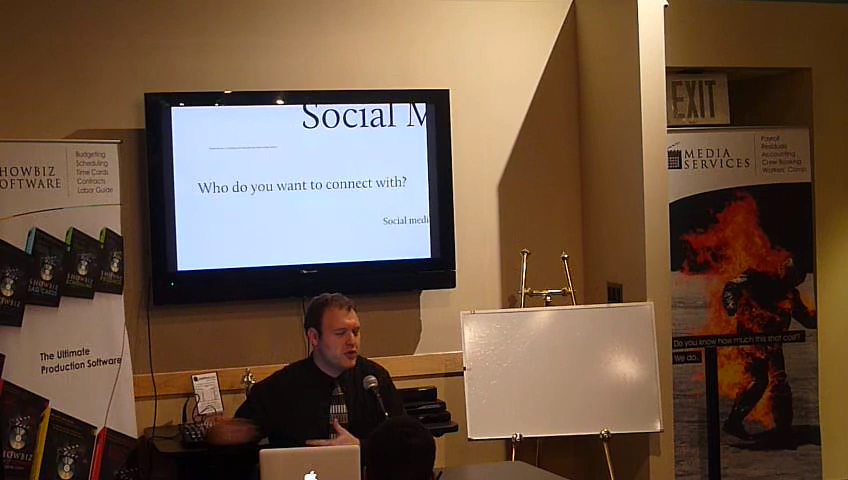 Social M
Who do you want to connect with?
Social medi
HOWBIZ
OFTWARE
Budgeting
Scheduling
Time Cards
Contracts
Labor Guide
The Ultimate
Production Software
EXIT
MEDIA
SERVICES
Payroll
Residuals
Accounting
Crew Booking
Workers' Comp
Do you know how much this shot cost?
We do.